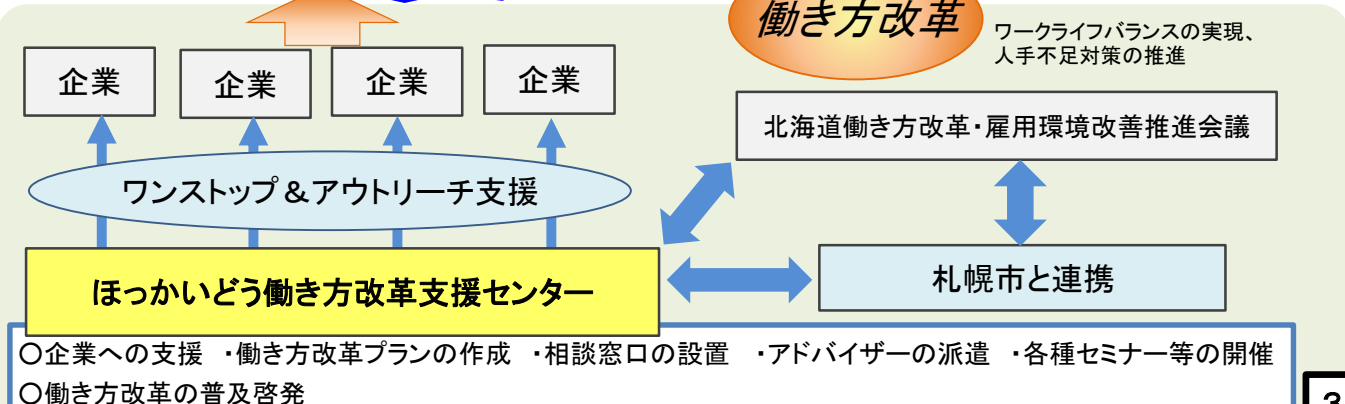 働き方改革
ワークライフバランスの実現、
人手不足対策の推進
企業
企業
企業
企業
北海道働き方改革・雇用環境改善推進会議
ワンストップ＆アウトリーチ支援
ほっかいどう働き方改革支援センター
札幌市と連携
〇企業への支援　・働き方改革プランの作成　・相談窓口の設置　・アドバイザーの派遣　・各種セミナー等の開催
〇働き方改革の普及啓発
3